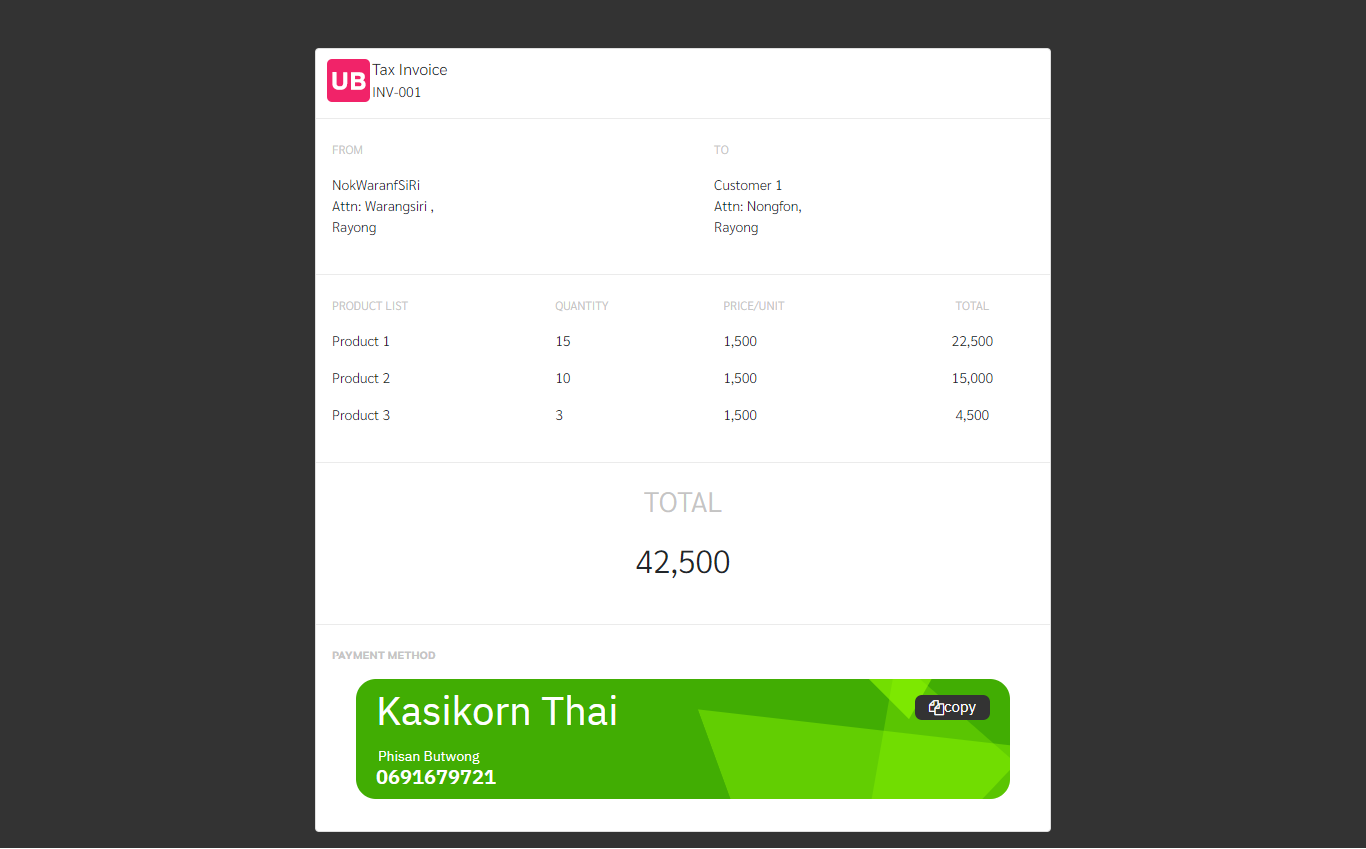 UB
Tax Invoice
INV-001
FROM
NokWaranfSiRi
Attn: Warangsiri ,
Rayong
TO
Customer 1
Attn: Nongfon,
Rayong
PRODUCT LIST QUANTITY PRICE/UNIT TOTAL
Product 1 15 1,500 22,500
Product 2 10 1,500 15,000
Product 3 3 1,500 4,500
TOTAL
42,500
PAYMENT METHOD
Kasikorn Thai
copy
Phisan Butwong
0691679721